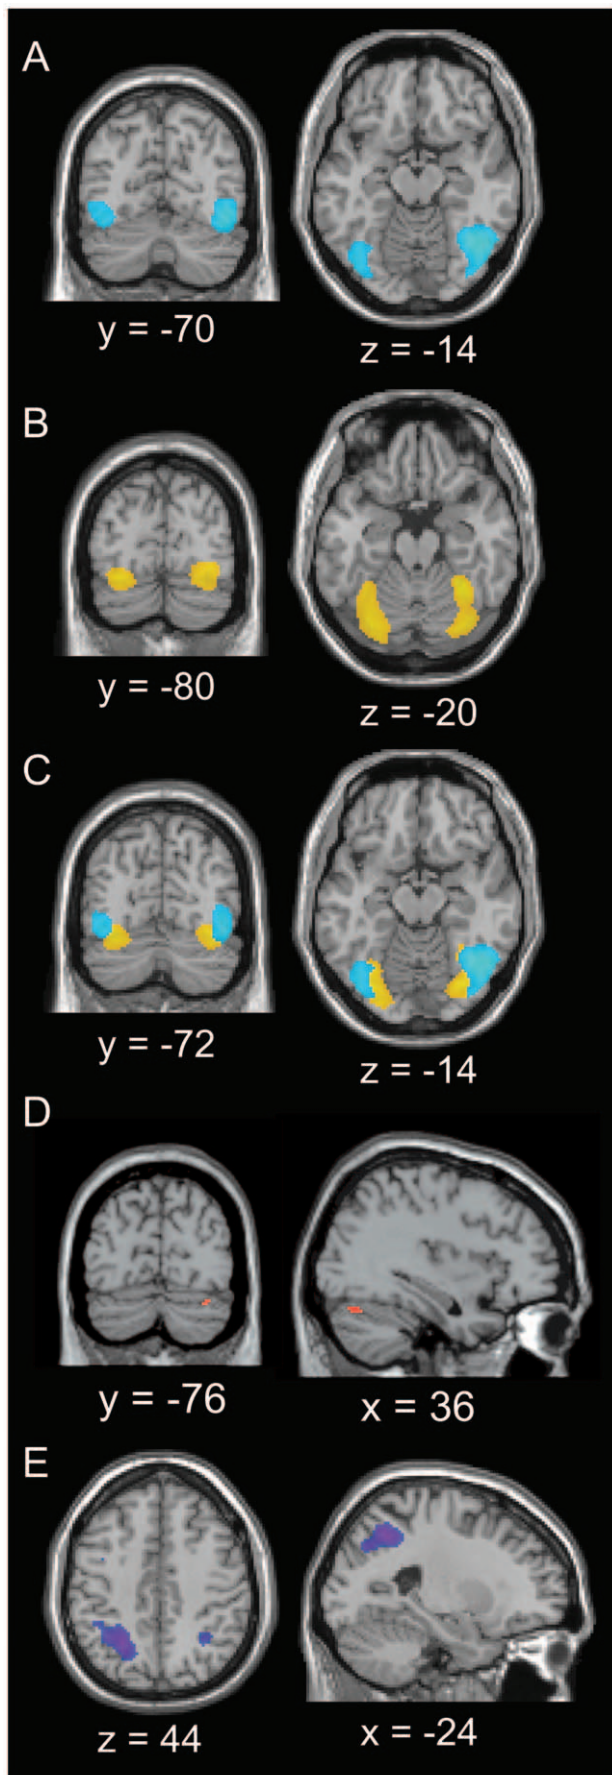 A
y = -70
z = -14
B
y = -80
z = -20
C
y = -72
z = -14
D
y = -76
x = 36
E
z = 44
x = -24